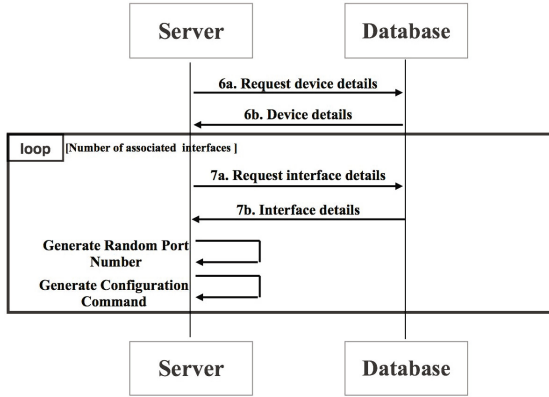 Server Database
6a. Request device details
6b. Device details
loop [Number of associated interfaces ]
7a. Request interface details
7b. Interface details
Generate Random Port
Number
Generate Configuration
Command
Server Database